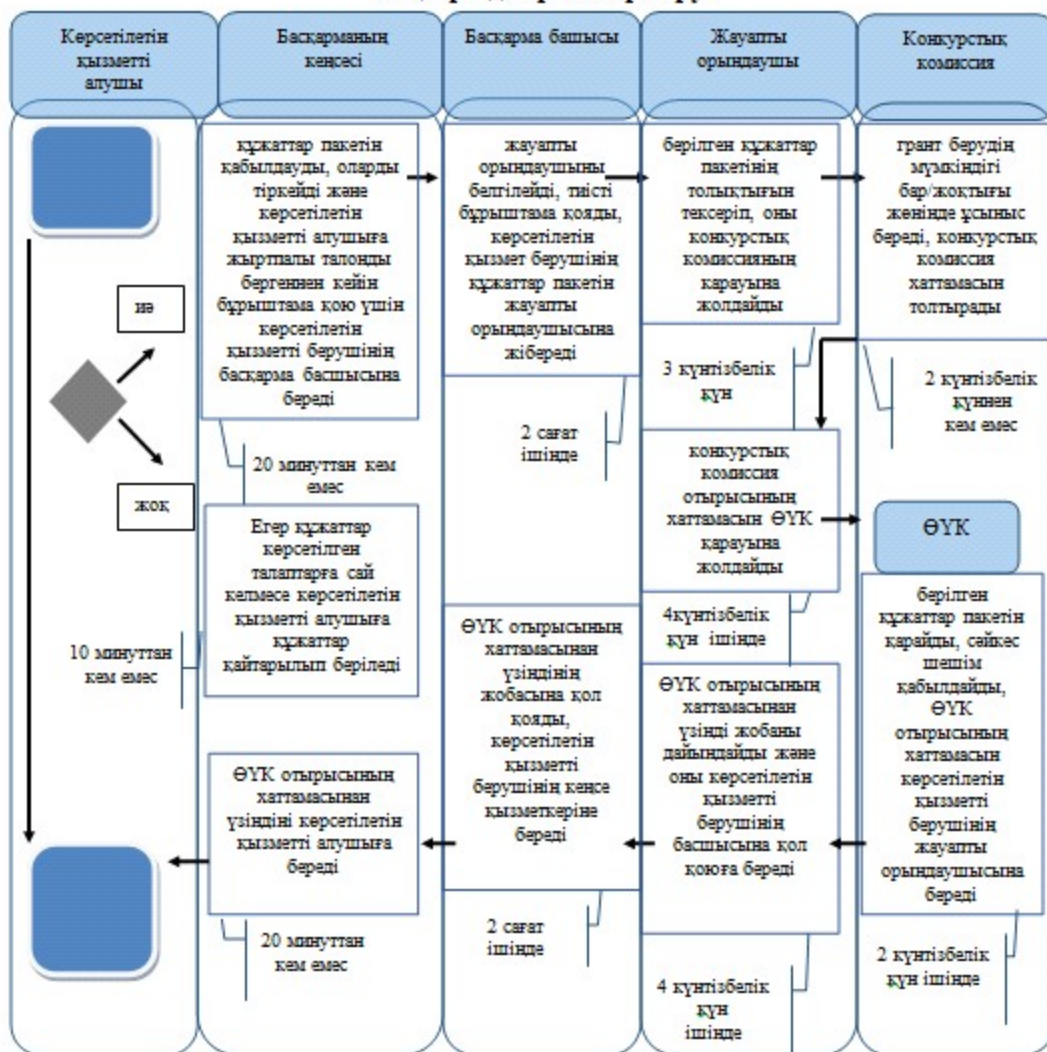 Көрсетілетін
қызметті
алушы
Басқарманың
кеңсесі
Басқарма башысы
Жауапты
орындаушы
Конкурстық
комиссия
құжаттар пакетін
қабылдауды, оларды
тіркейді және
көрсетілетін
қызметті алушыға
жыртпалы талонды
бергеннен кейін
бұрыштама қою үшін
көрсетілетін
қызметті берушінің
басқарма басшысына
береді
жауапты
орындаушыны
белгілейді, тиісті
бұрыштама қояды,
көрсетілетін
қызмет берушінің
құжаттар пакетін
жауапты
орындаушысына
жібереді
берілген құжаттар
пакетінің
толықтығын
тексеріп, оны
конкурстық
комиссияның
қарауына
жолдайды
грант берудің
мүмкіндігі
бар/жоқтығы
жөнінде ұсыныс
береді, конкурстық
комиссия
хаттамасын
толтырады
иә
жоқ
20 минуттан кем
емес
2 сағат
ішінде
3 күнтізбелік
күн
2 күнтізбелік
күннен
кем емес
Егер құжаттар
көрсетілген
талаптарға сай
келмесе көрсетілетін
қызметті алушыға
құжаттар
қайтарылып беріледі
10 минуттан
кем емес
конкурстық
комиссия
отырысының
хаттамасын ӨҮК
қарауына
жолдайды
4күнтізбелік
күн ішінде
ӨҮК
берілген
құжаттар пакетін
қарайды, сәйкес
шешім
қабылдайды,
ӨҮК
отырысының
хаттамасын
көрсетілетін
қызметті
берушінің
жауапты
орындаушысына
береді
2 күнтізбелік
күн ішінде
ӨҮК отырысының
хаттамасынан
үзінді жобаны
дайындайды және
оны көрсетілетін
қызметті
берушінің
басшысына қол
қоюға береді
4 күнтізбелік
күн
ішінде
ӨҮК отырысының
хаттамасынан
үзіндінің
жобасына қол
қояды,
көрсетілетін
қызметті
берушінің кеңсе
қызметкеріне
береді
2 сағат
ішінде
ӨҮК отырысының
хаттамасынан
үзіндіні көрсетілетін
қызметті алушыға
береді
20 минуттан
кем емес